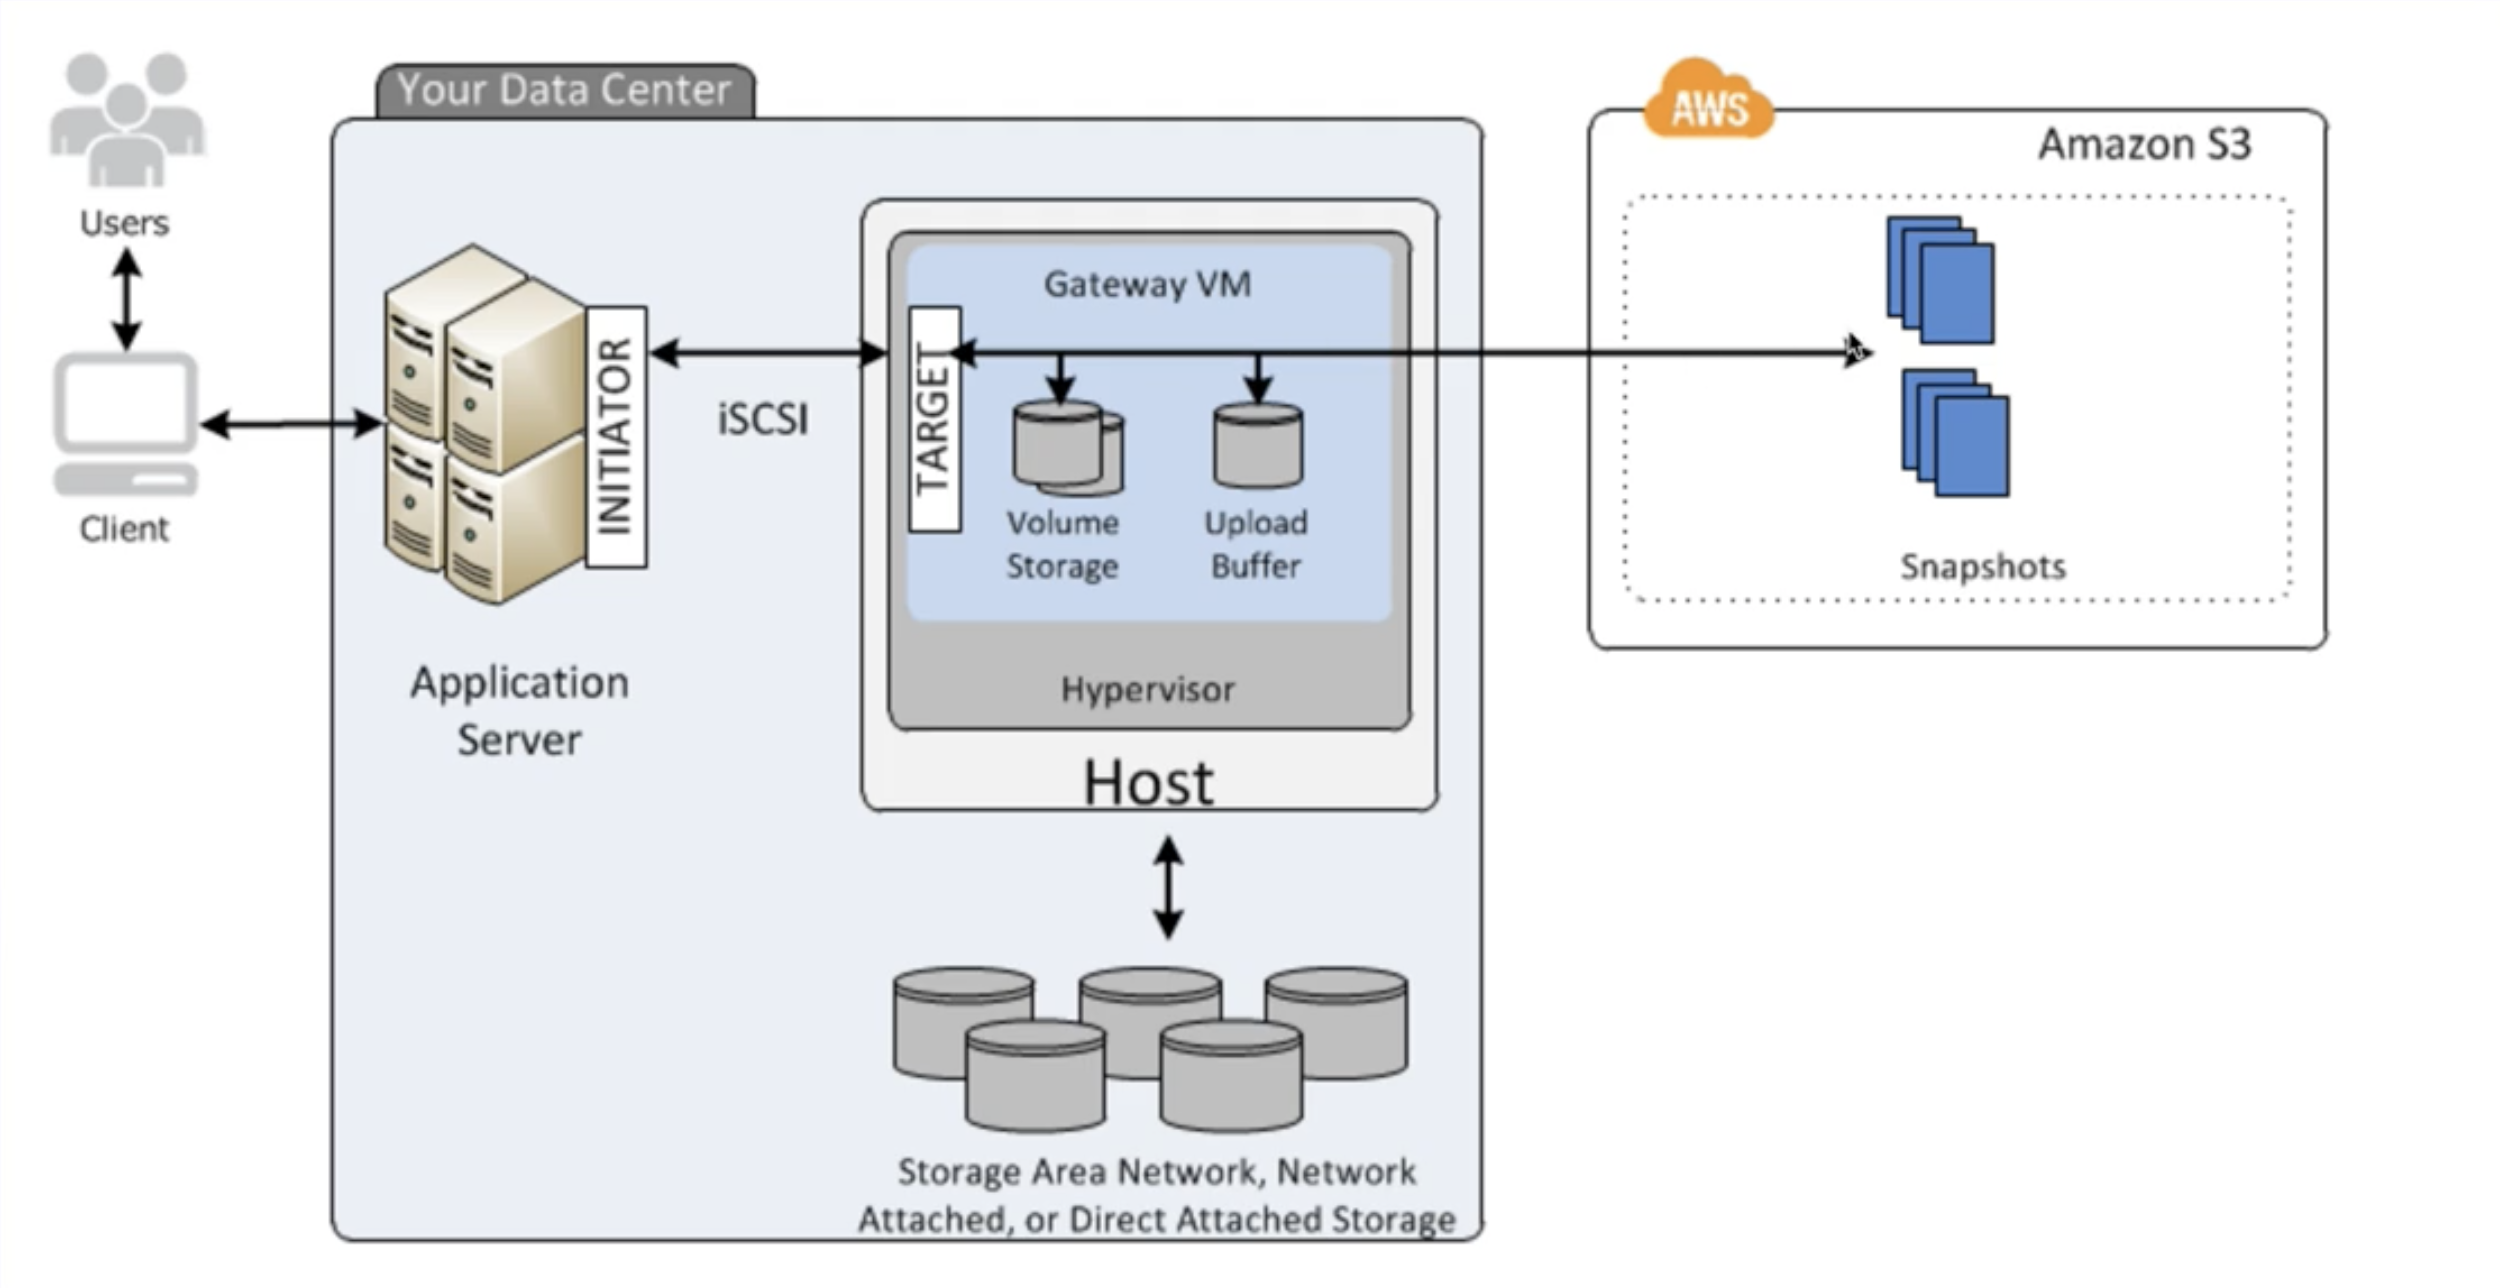 Your Data Center
AWS
Amazon S3
Users
Client
Application
Server
INITIATOR
iSCSI
TARGET
Gateway VM
Volume
Storage
Upload
Buffer
Hypervisor
Host
Snapshots
Storage Area Network, Network
Attached, or Direct Attached Storage